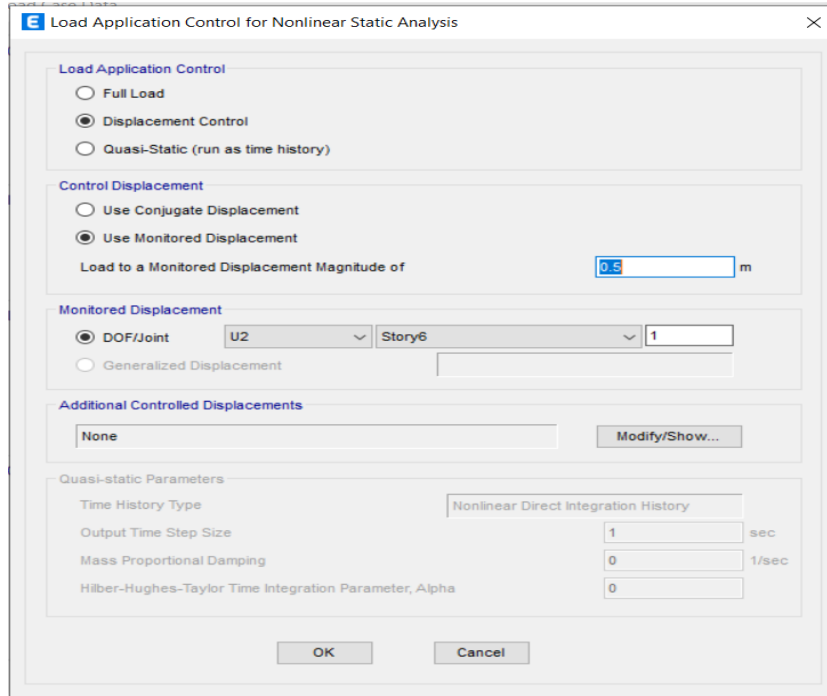 oad Case Data
E Load Application Control for Nonlinear Static Analysis
Load Application Control
Full Load
Displacement Control
Quasi-Static (run as time history)
Control Displacement
Use Conjugate Displacement
Use Monitored Displacement
Load to a Monitored Displacement Magnitude of 0.5 m
Monitored Displacement
DOF/Joint U2 Story6 1
Generalized Displacement
Additional Controlled Displacements
None Modify/Show...
Quasi-static Parameters
Time History Type Nonlinear Direct Integration History
Output Time Step Size 1 sec
Mass Proportional Damping 0 1/sec
Hilber-Hughes-Taylor Time Integration Parameter, Alpha 0
OK Cancel